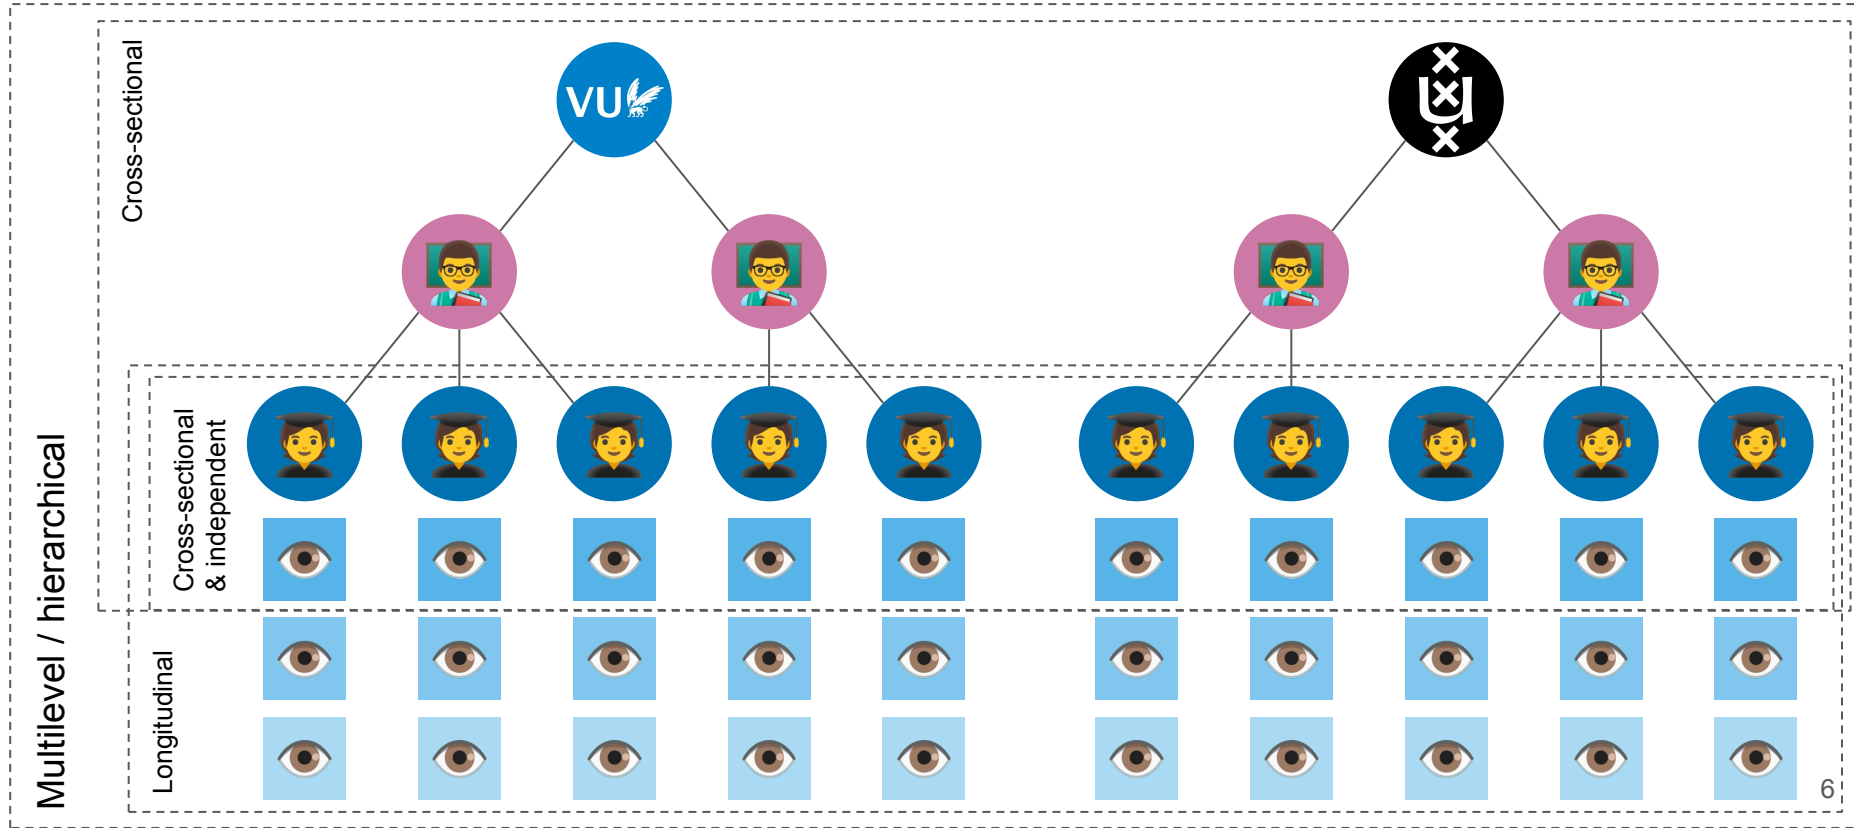 Multilevel / hierarchical
Cross-sectional
VU
U
Cross-sectional
& independent
Longitudinal
6